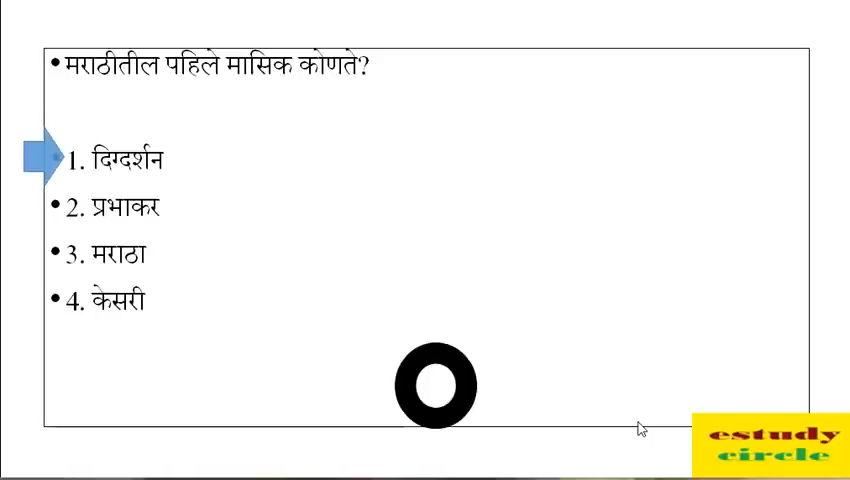 • मराठीतील पहिले मासिक कोणते?
• 1. दिग्दर्शन
• 2. प्रभाकर
• 3. मराठा
• 4. केसरी
estudy
circle